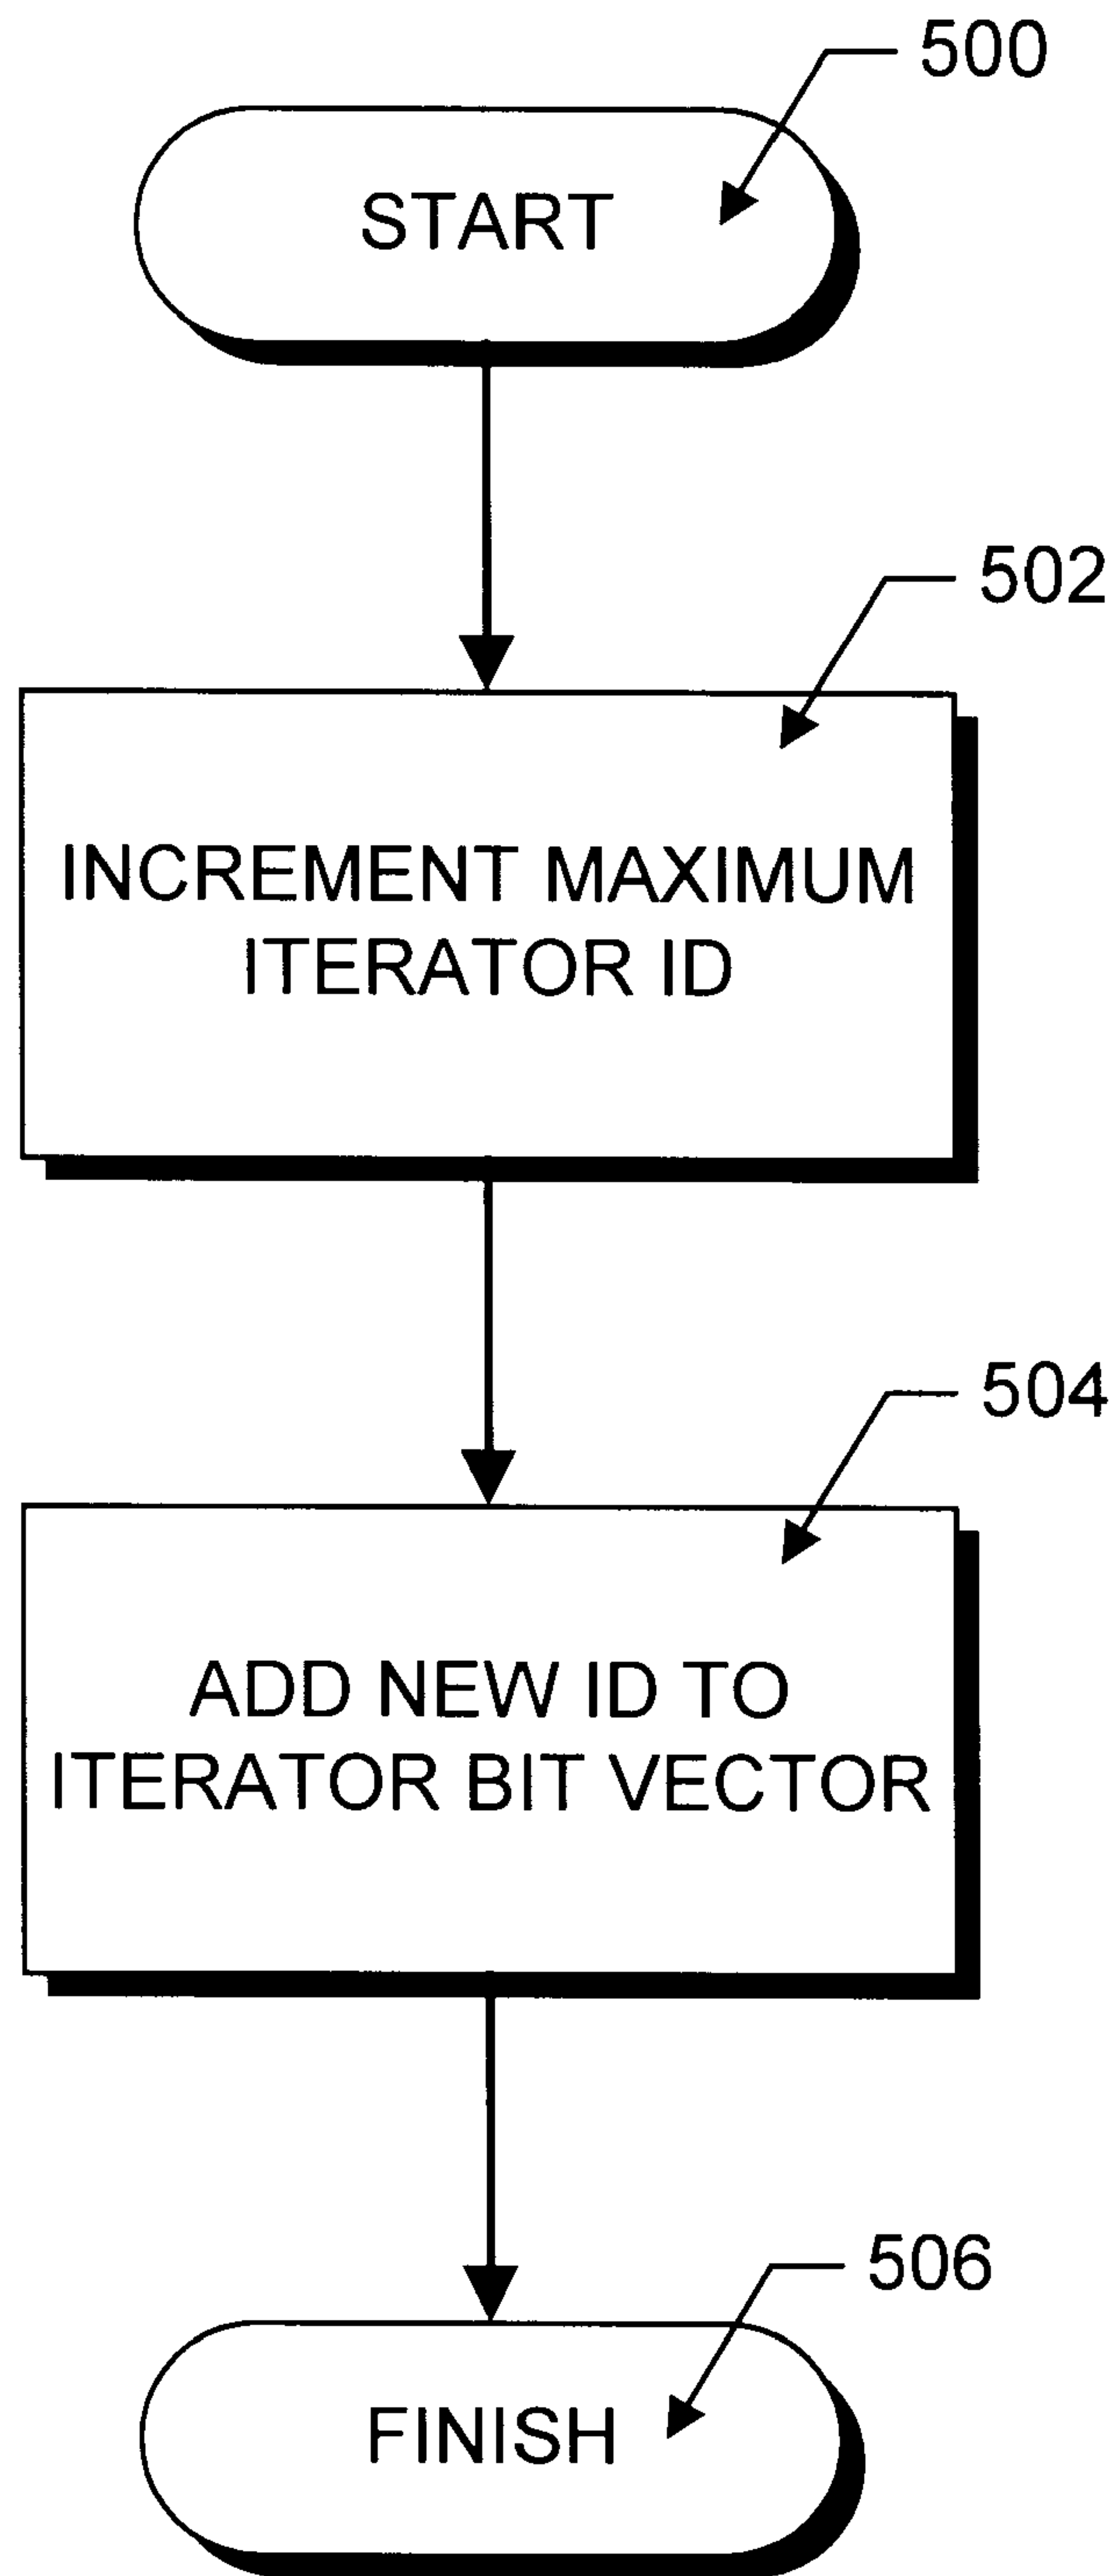 500
START
502
INCREMENT MAXIMUM
ITERATOR ID
504
ADD NEW ID TO
ITERATOR BIT VECTOR
506
FINISH